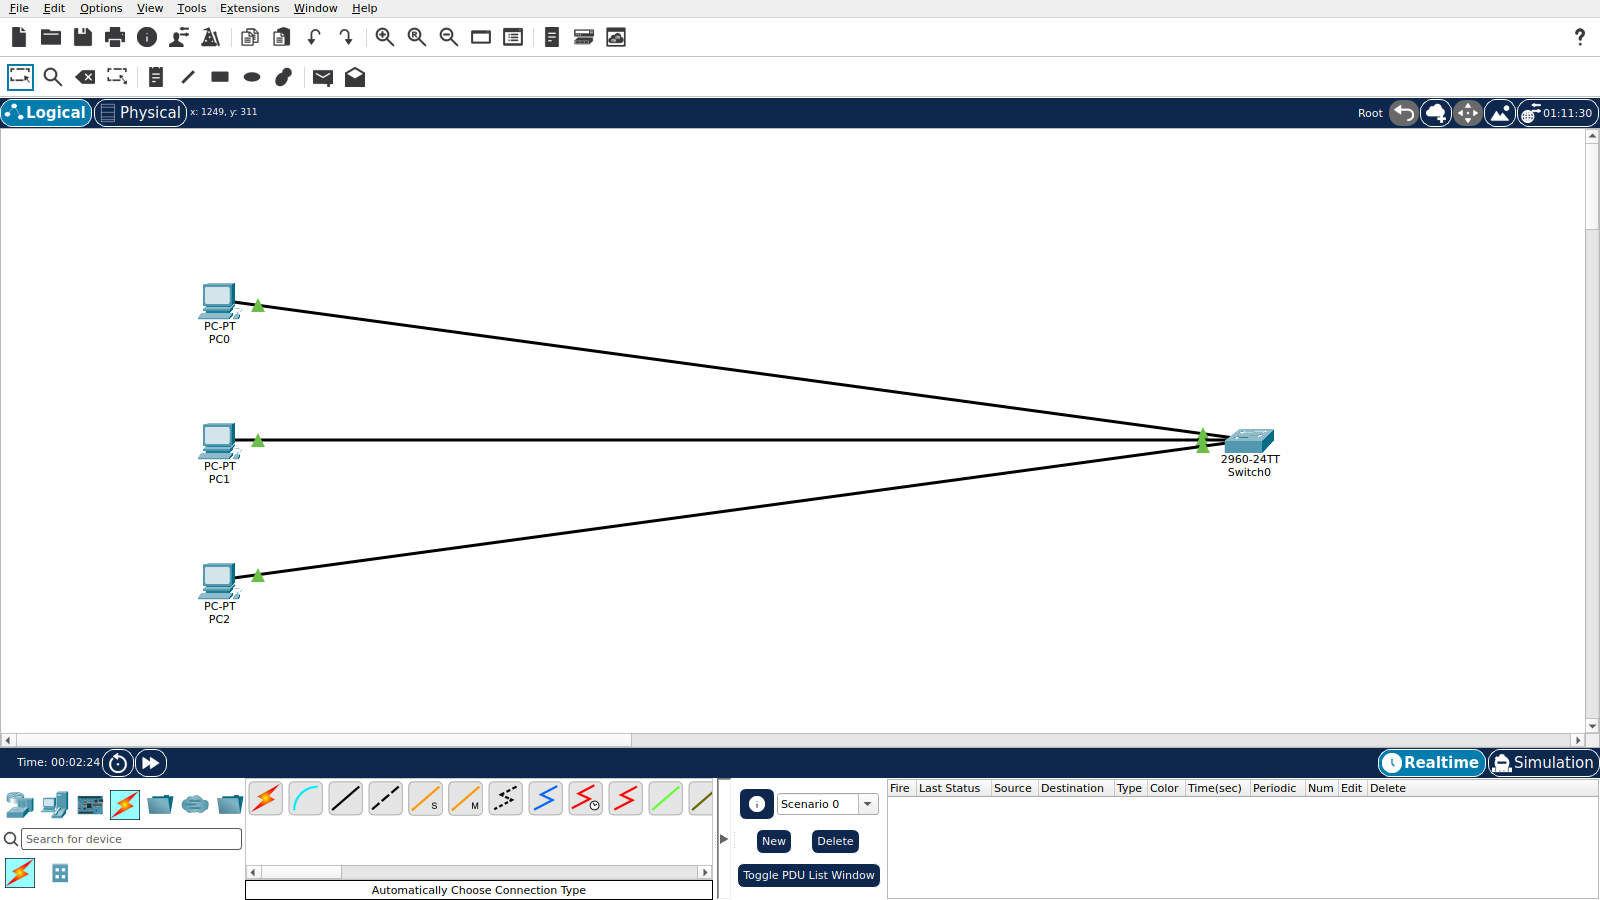 File Edit Options View Tools Extensions Window Help
Logical Physical x: 1249, y: 311 Root 01:11:30
PC-PT
PC0
PC-PT
PC1
2960-24TT
Switch0
PC-PT
PC2
Time: 00:02:24 Realtime Simulation
S M
Fire Last Status Source Destination Type Color Time(sec) Periodic Num Edit Delete
Scenario 0
Search for device
New Delete
Toggle PDU List Window
Automatically Choose Connection Type